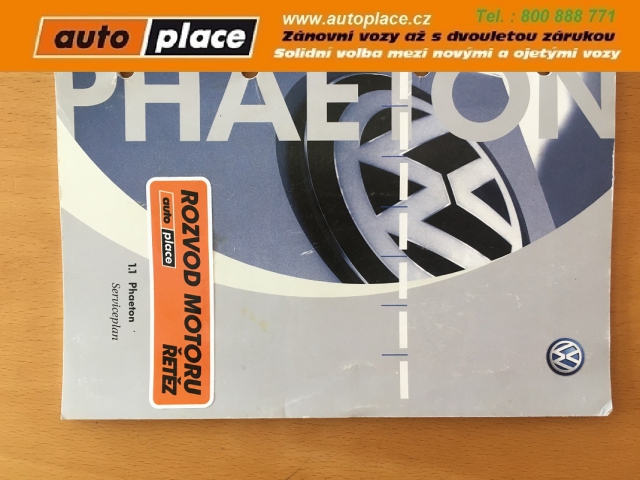 auto place
www.autoplace.cz
Tel. : 800 888 771
Zánovní vozy až s dvouletou zárukou
Solidní volba mezi novými a ojetými vozy
PHAETON
ROZVOD MOTORU
auto place
ŘETĚZ
1.1 Phaeton
Serviceplan